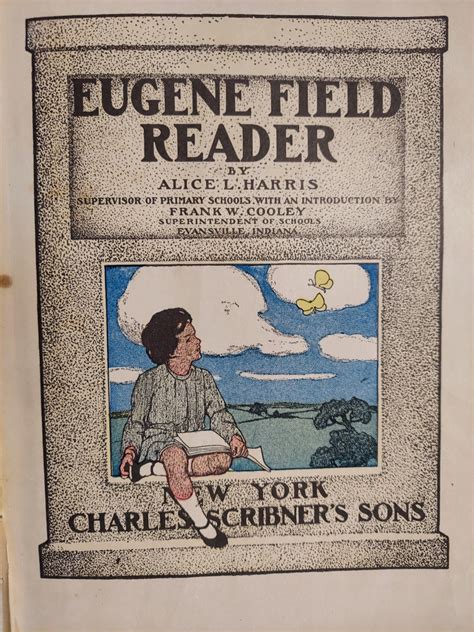 EUGENE FIELD
READER
BY
ALICE L. HARRIS
SUPERVISOR OF PRIMARY SCHOOLS, WITH AN INTRODUCTION BY
FRANK W. COOLEY
SUPERINTENDENT OF SCHOOLS
EVANSVILLE, INDIANA
NEW YORK
CHARLES SCRIBNER'S SONS